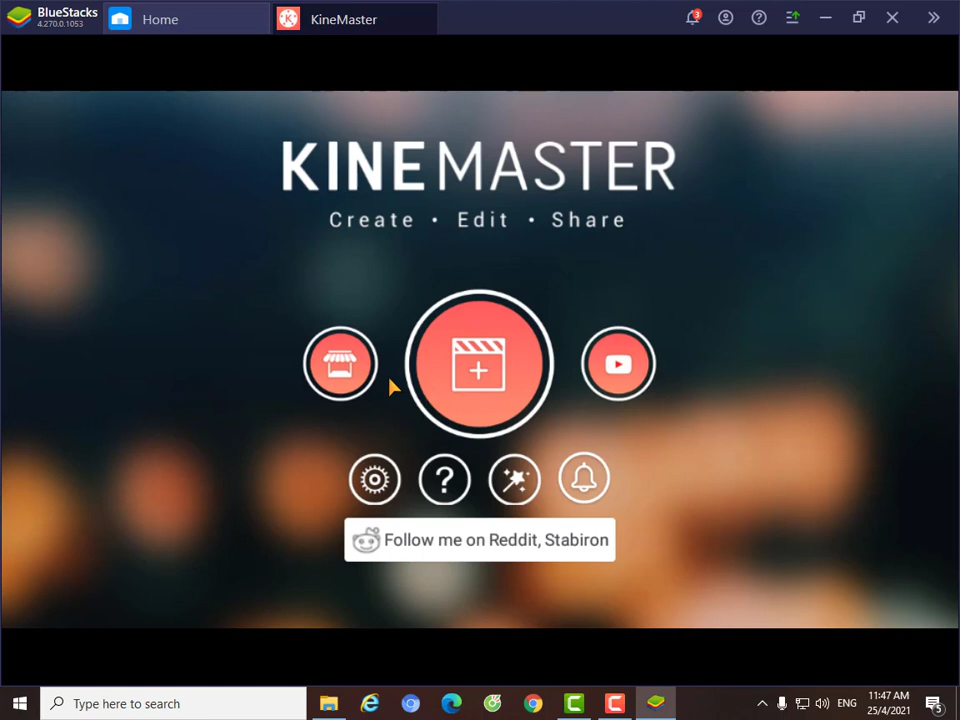 BlueStacks
4.270.0.1053
Home
KineMaster
3
KINEMASTER
Create • Edit • Share
Follow me on Reddit, Stabiron
Type here to search
ENG
11:47 AM
25/4/2021
5